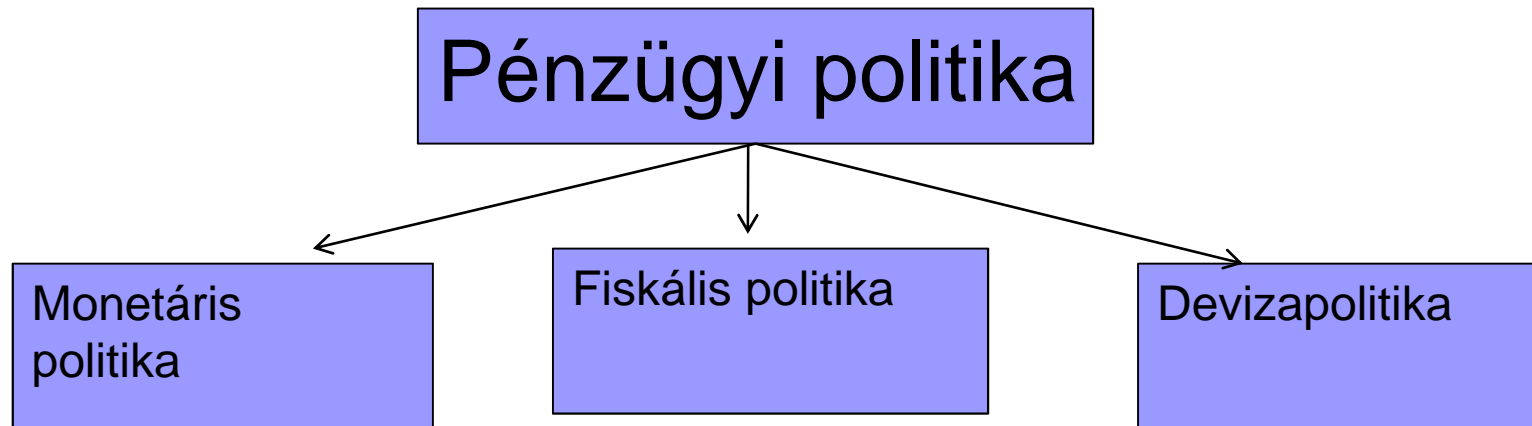 Pénzügyi politika
Monetáris
politika
Fiskális politika
Devizapolitika